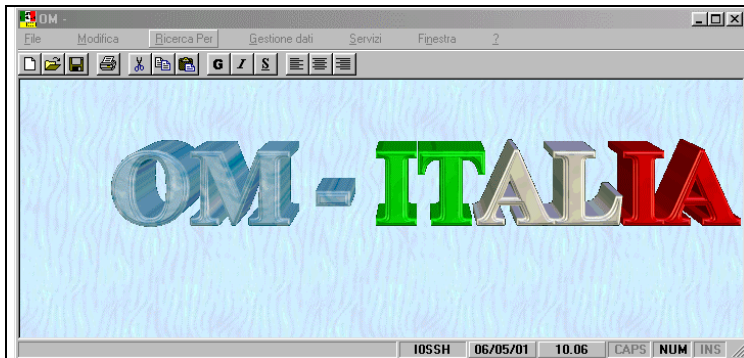 OM -
File Modifica Ricerca Per Gestione dati Servizi Finestra ?
G I S
OM - ITALIA
I0SSH 06/05/01 10.06 CAPS NUM INS